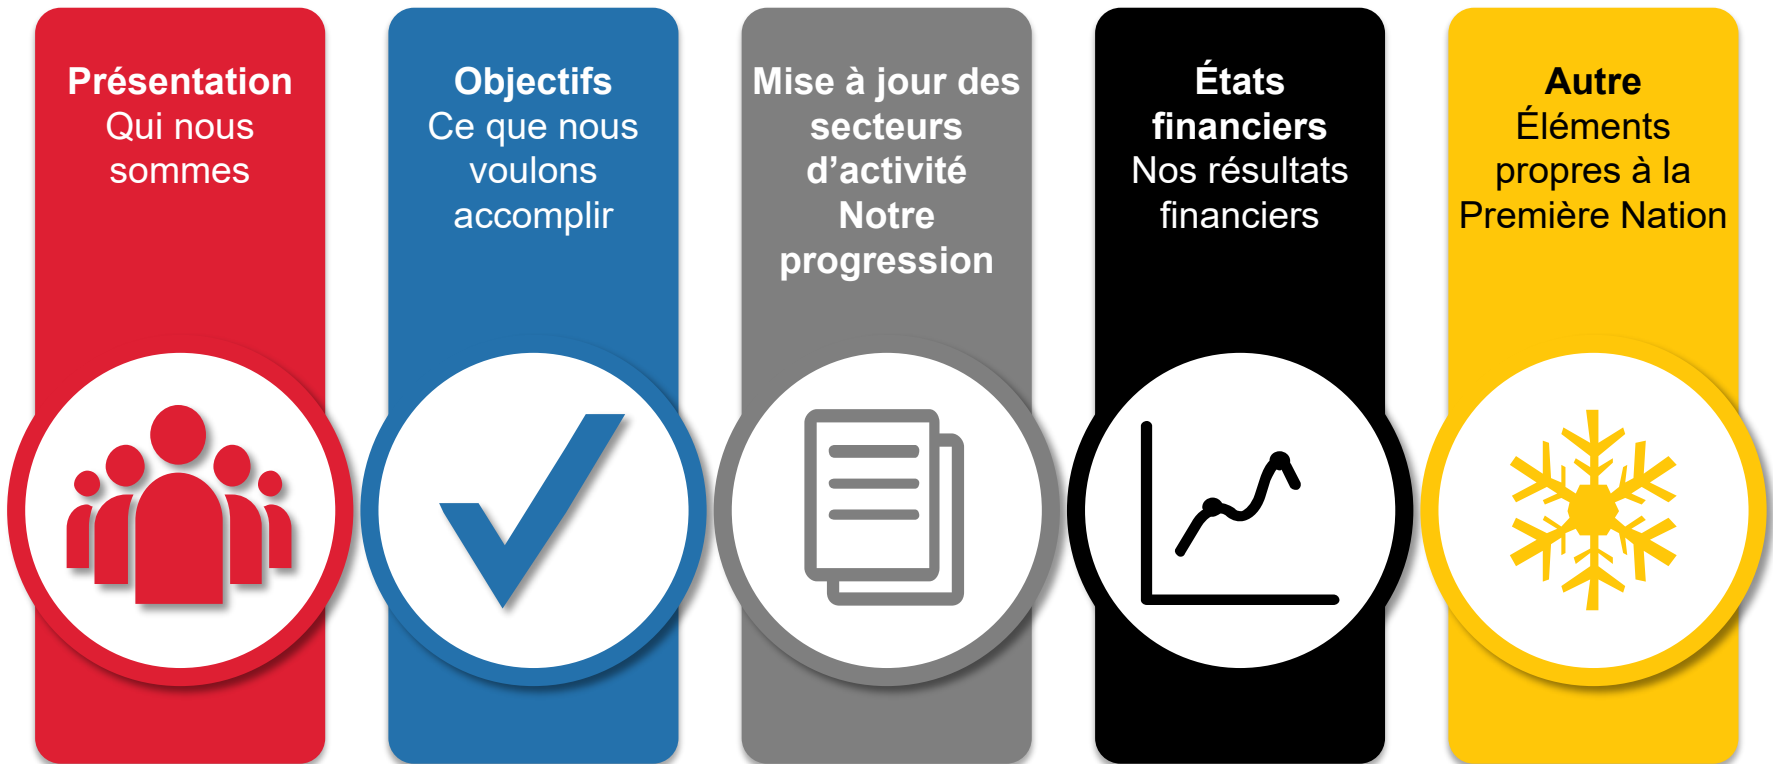 Présentation
Qui nous
sommes
Objectifs
Ce que nous
voulons
accomplir
Mise à jour des
secteurs
d’activité
Notre
progression
États
financiers
Nos résultats
financiers
Autre
Éléments
propres à la
Première Nation